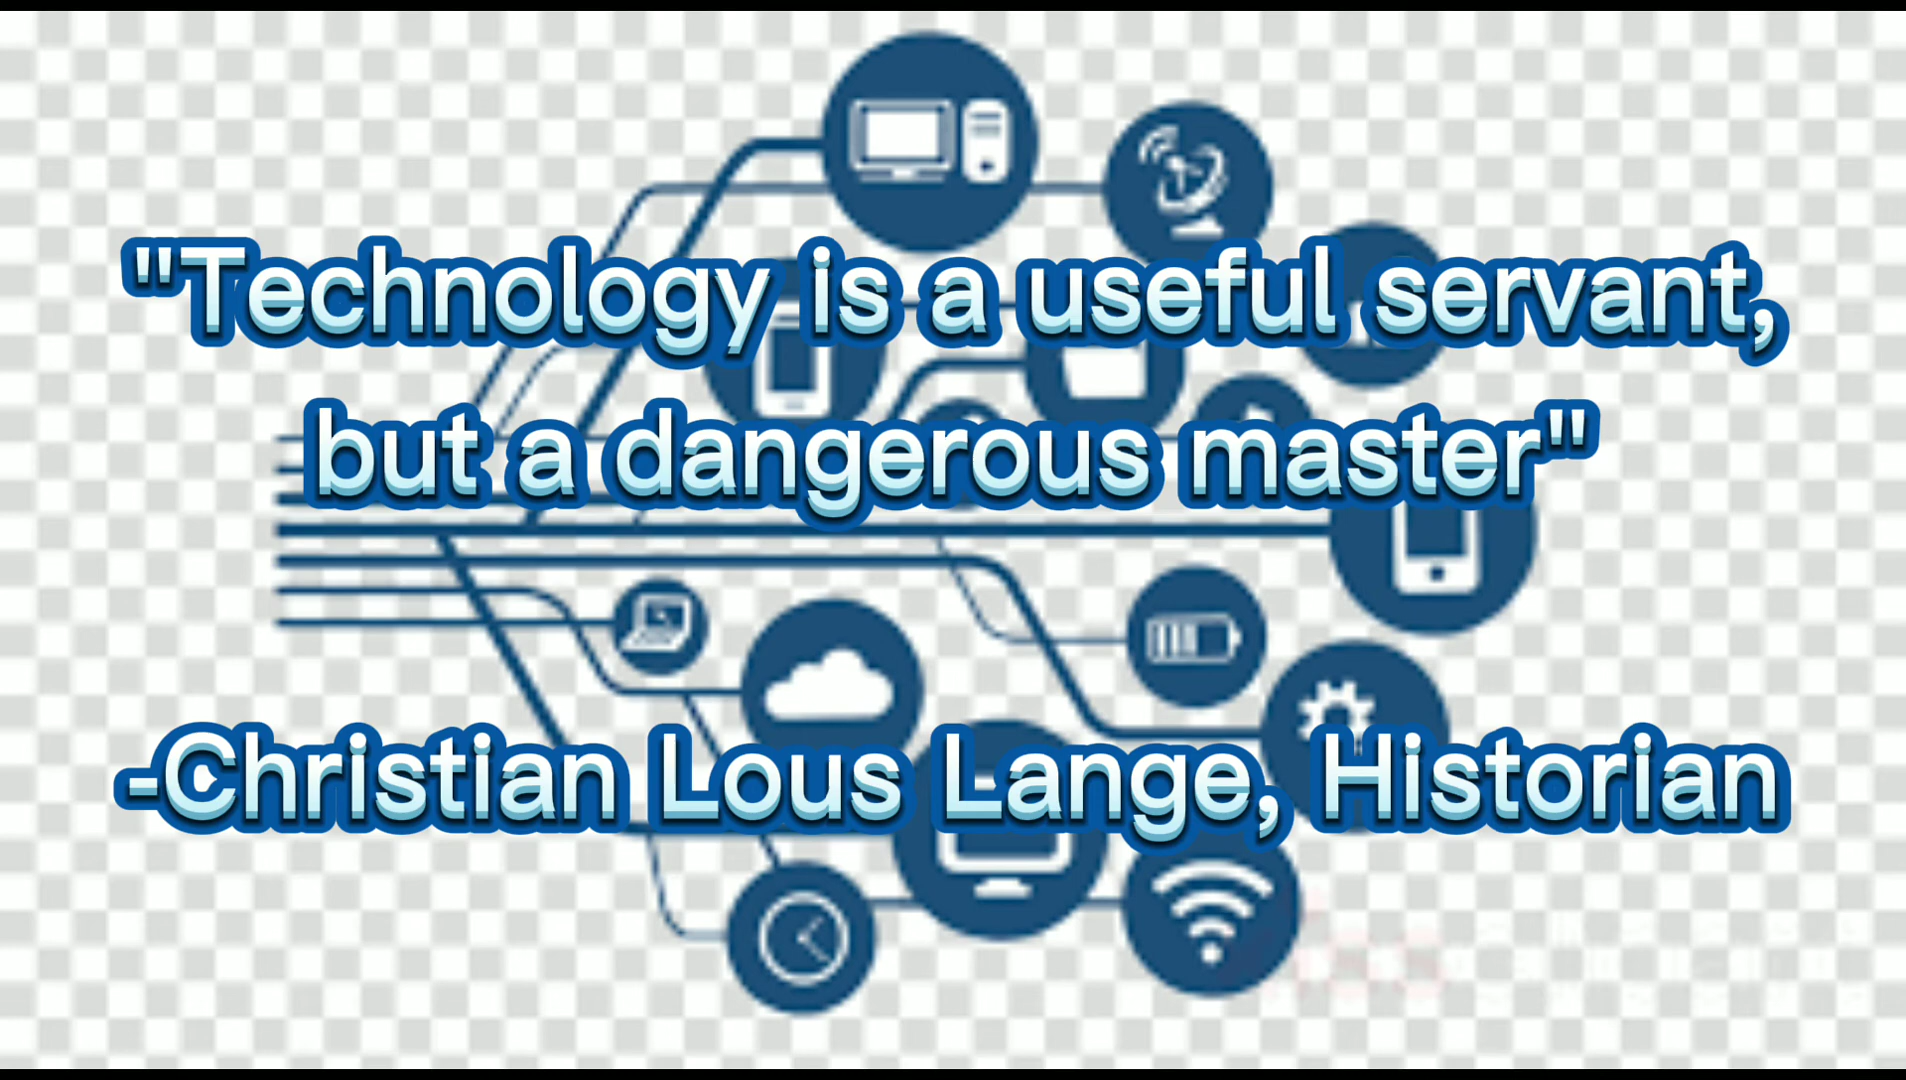 "Technology is a useful servant,
but a dangerous master"
-Christian Lous Lange, Historian